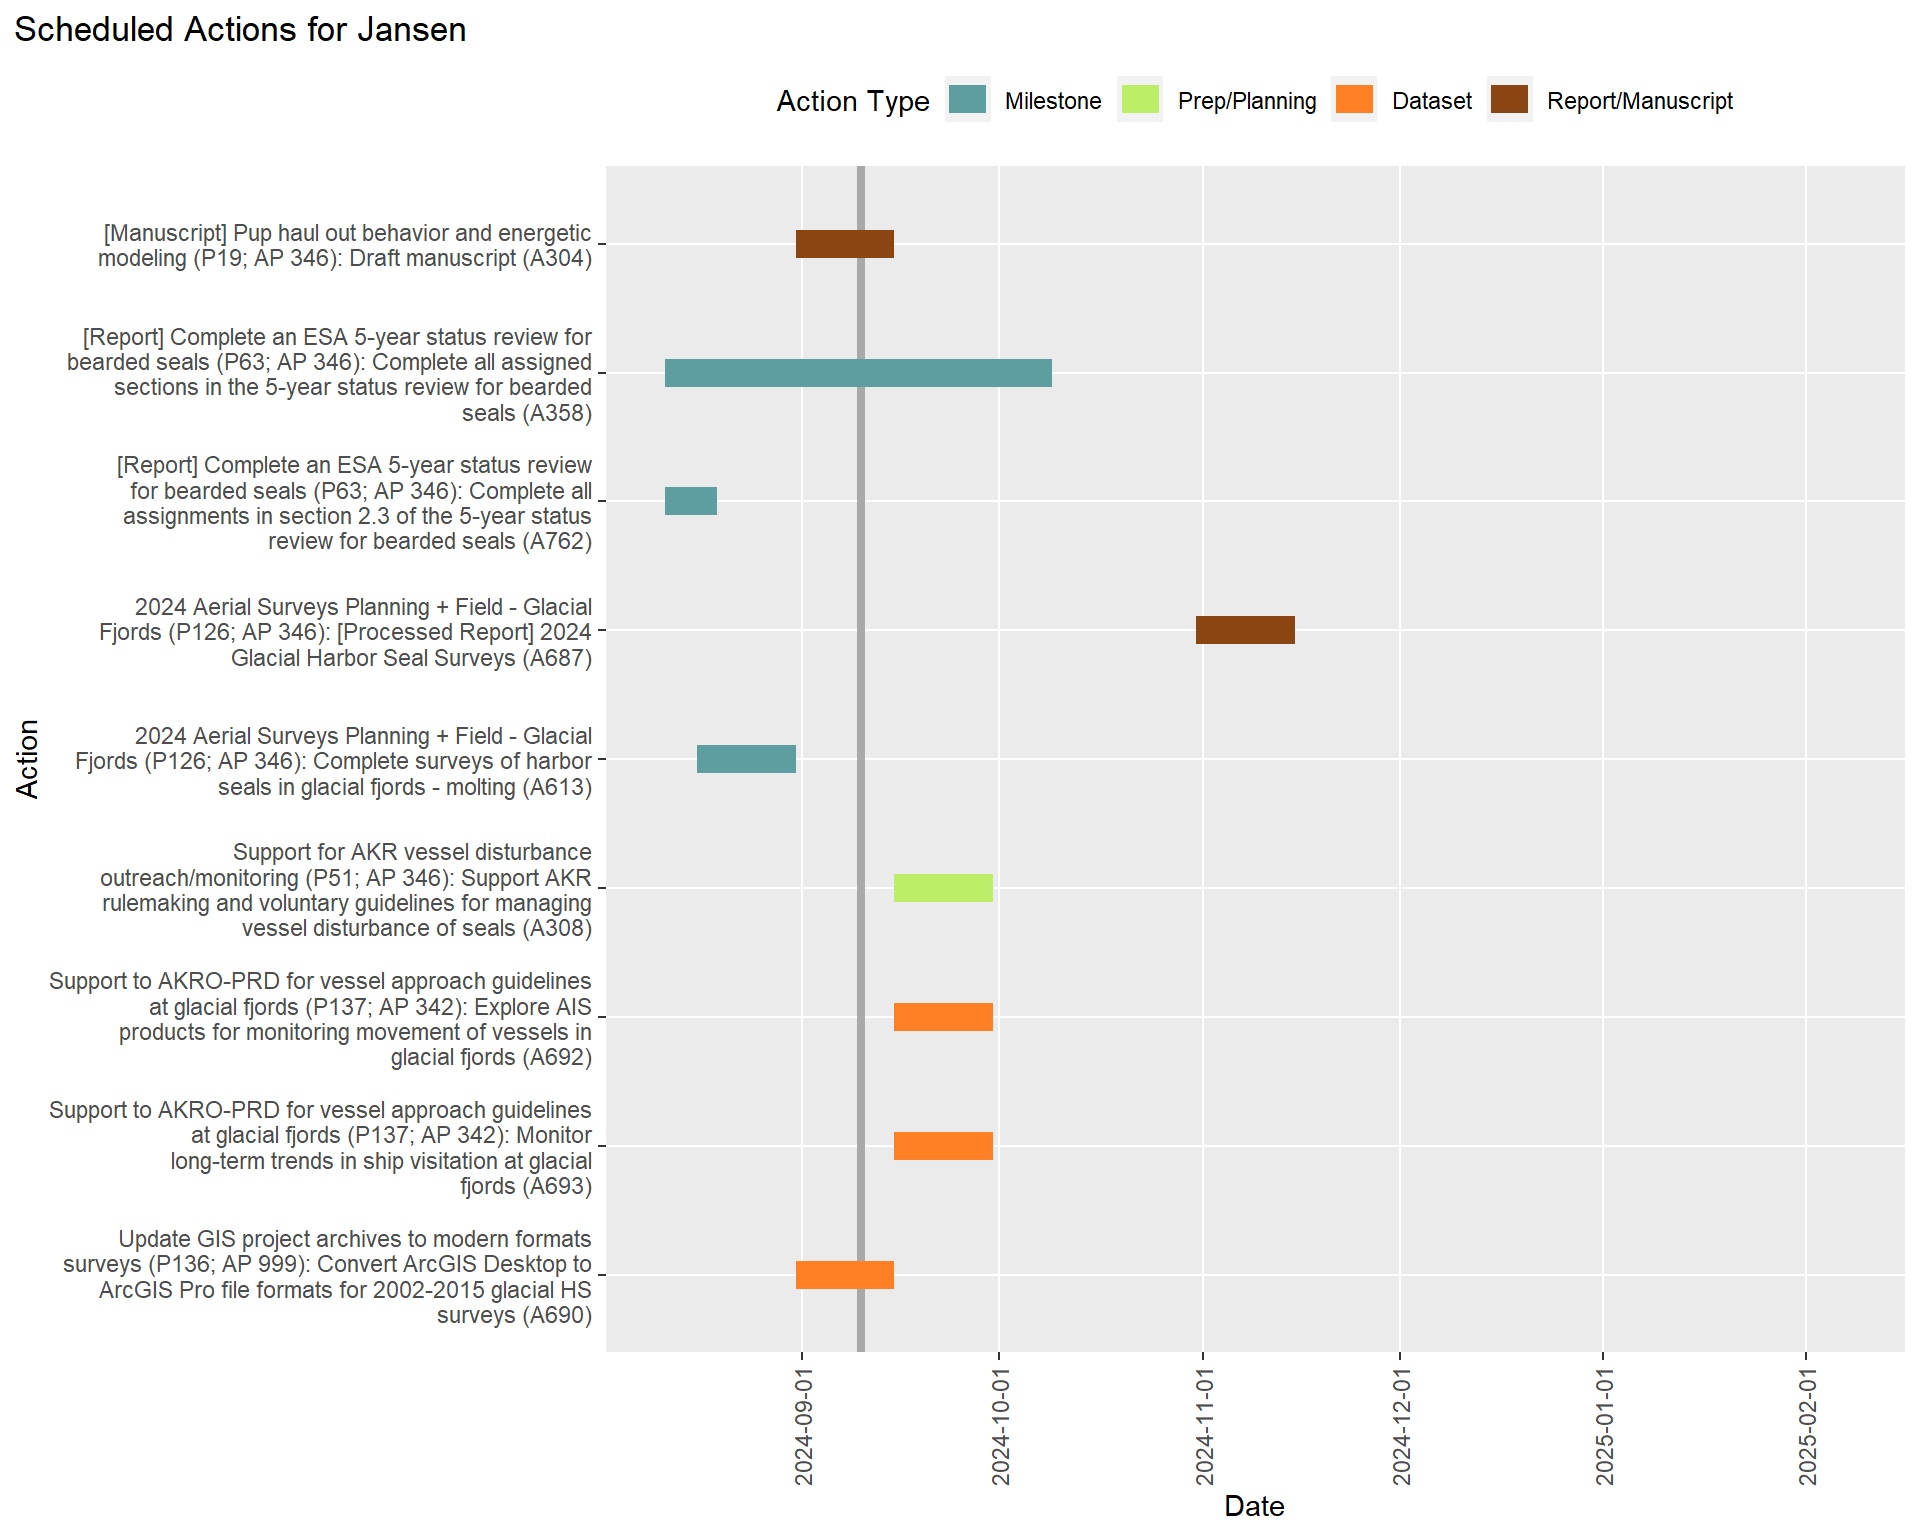 Scheduled Actions for Jansen
Action Type
Milestone
Prep/Planning
Dataset
Report/Manuscript
[Manuscript] Pup haul out behavior and energetic
modeling (P19; AP 346): Draft manuscript (A304)
[Report] Complete an ESA 5-year status review for
bearded seals (P63; AP 346): Complete all assigned
sections in the 5-year status review for bearded
seals (A358)
[Report] Complete an ESA 5-year status review
for bearded seals (P63; AP 346): Complete all
assignments in section 2.3 of the 5-year status
review for bearded seals (A762)
2024 Aerial Surveys Planning + Field - Glacial
Fjords (P126; AP 346): [Processed Report] 2024
Glacial Harbor Seal Surveys (A687)
2024 Aerial Surveys Planning + Field - Glacial
Fjords (P126; AP 346): Complete surveys of harbor
seals in glacial fjords - molting (A613)
Support for AKR vessel disturbance
outreach/monitoring (P51; AP 346): Support AKR
rulemaking and voluntary guidelines for managing
vessel disturbance of seals (A308)
Support to AKRO-PRD for vessel approach guidelines
at glacial fjords (P137; AP 342): Explore AIS
products for monitoring movement of vessels in
glacial fjords (A692)
Support to AKRO-PRD for vessel approach guidelines
at glacial fjords (P137; AP 342): Monitor
long-term trends in ship visitation at glacial
fjords (A693)
Update GIS project archives to modern formats
surveys (P136; AP 999): Convert ArcGIS Desktop to
ArcGIS Pro file formats for 2002-2015 glacial HS
surveys (A690)
Action
2024-09-01
2024-10-01
2024-11-01
2024-12-01
2025-01-01
2025-02-01
Date